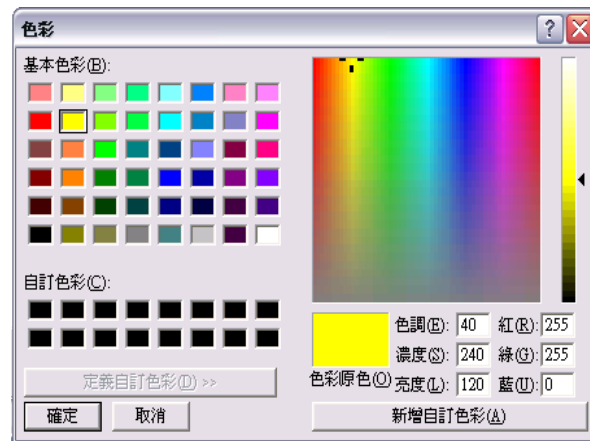 色彩
基本色彩(B):
自訂色彩(C):
定義自訂色彩(D) >>
確定 取消
色調(E): 40 紅(R): 255
濃度(S): 240 綠(G): 255
色彩|原色(O) 亮度(L): 120 藍(U): 0
新增自訂色彩(A)